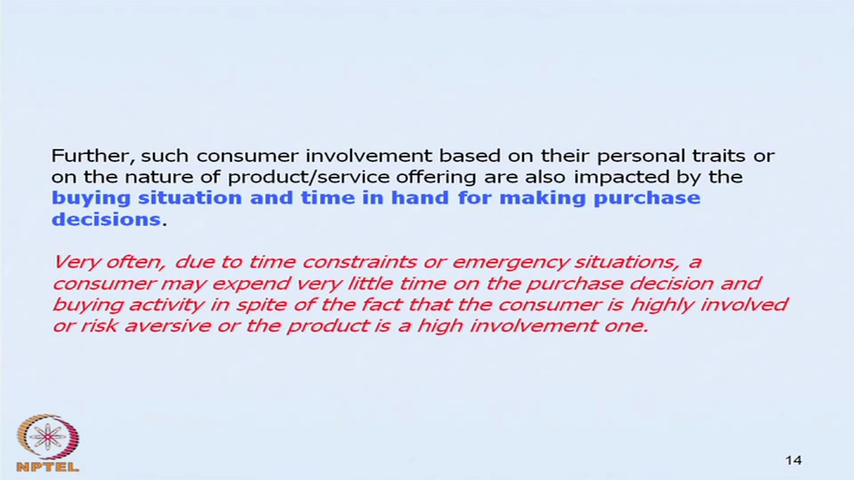 Further, such consumer involvement based on their personal traits or
on the nature of product/service offering are also impacted by the
buying situation and time in hand for making purchase
decisions.
Very often, due to time constraints or emergency situations, a
consumer may expend very little time on the purchase decision and
buying activity in spite of the fact that the consumer is highly involved
or risk aversive or the product is a high involvement one.
NPTEL
14